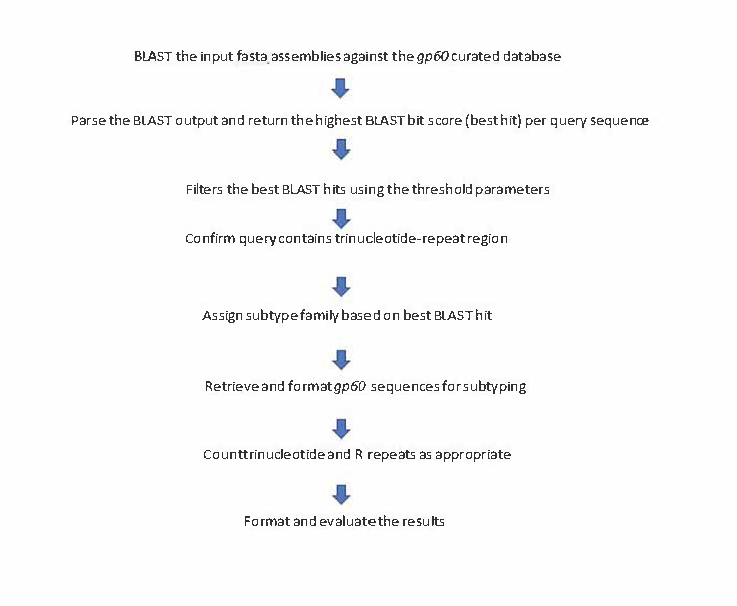 BLAST the input fasta assemblies against the gp60 curated database
Parse the BLAST output and return the highest BLAST bit score (best hit) per query sequence
Filters the best BLAST hits using the threshold parameters
Confirm query contains trinucleotide-repeat region
Assign subtype family based on best BLAST hit
Retrieve and format gp60 sequences for subtyping
Count trinucleotide and R repeats as appropriate
Format and evaluate the results